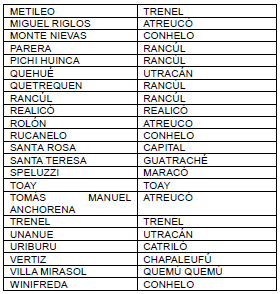 METILEO TRENEL
MIGUEL RIGLOS ATREUCÓ
MONTE NIEVAS CONHELO
PARERA RANCÚL
PICHI HUINCA RANCÚL
QUEHUÉ UTRACÁN
QUETREQUEN RANCÚL
RANCÚL RANCÚL
REALICÓ REALICÓ
ROLÓN ATREUCO
RUCANELO CONHELO
SANTA ROSA CAPITAL
SANTA TERESA GUATRACHÉ
SPELUZZI MARACÓ
TOAY TOAY
TOMÁS MANUEL ATREUCÓ
ANCHORENA
TRENEL TRENEL
UNANUE UTRACÁN
URIBURU CATRILÓ
VERTIZ CHAPALEUFÚ
VILLA MIRASOL QUEMÚ QUEMÚ
WINIFREDA CONHELO